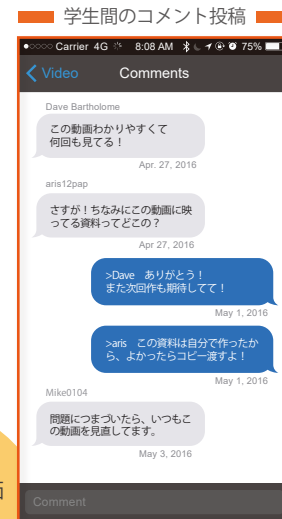 学生間のコメント投稿
Carrier 4G 8:08 AM 75%
Video Comments
Dave Bartholome
この動画わかりやすくて
何回も見てる！
Apr. 27, 2016
aris12pap
さすが！ちなみにこの動画に映
ってる資料ってどこの？
Apr 27, 2016
>Dave　ありがとう！
また次回作も期待してて！
May 1, 2016
>aris　この資料は自分で作ったか
ら、よかったらコピー渡すよ！
May 1, 2016
Mike0104
問題につまづいたら、いつもこ
の動画を見直してます。
May 3, 2016
画
Comment